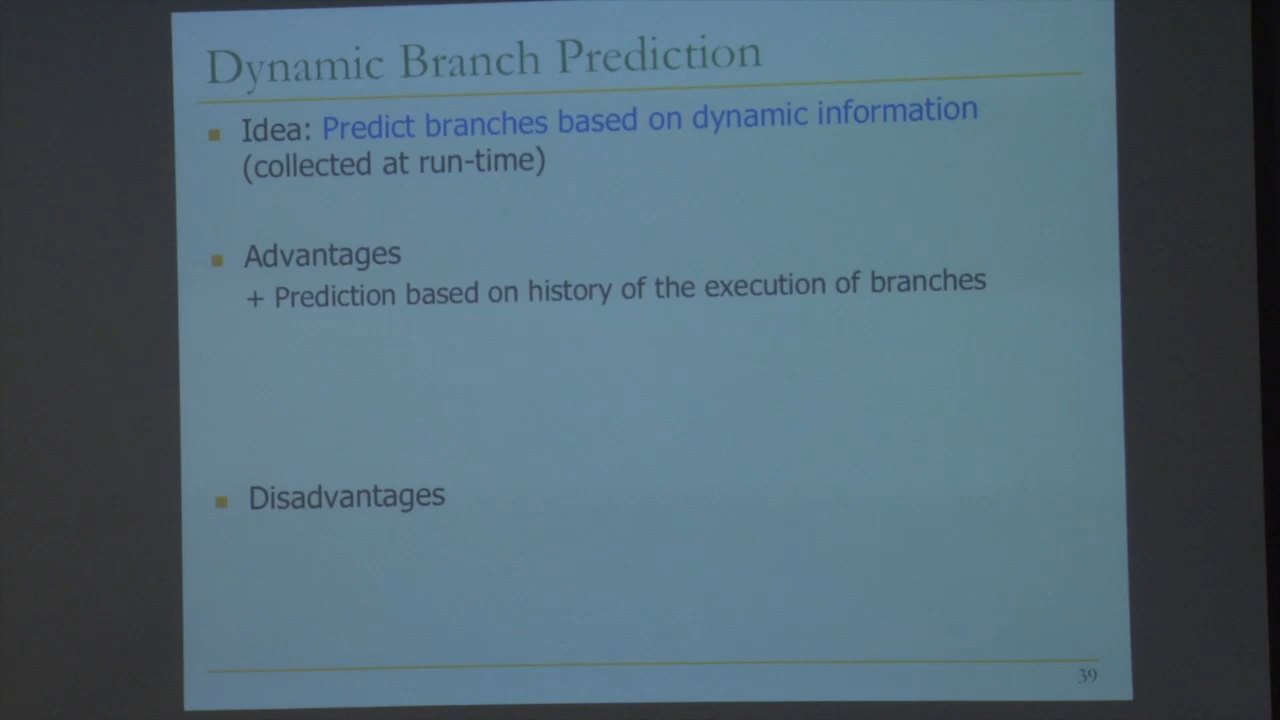 Dynamic Branch Prediction
■ Idea: Predict branches based on dynamic information
(collected at run-time)
■ Advantages
+ Prediction based on history of the execution of branches
■ Disadvantages
39